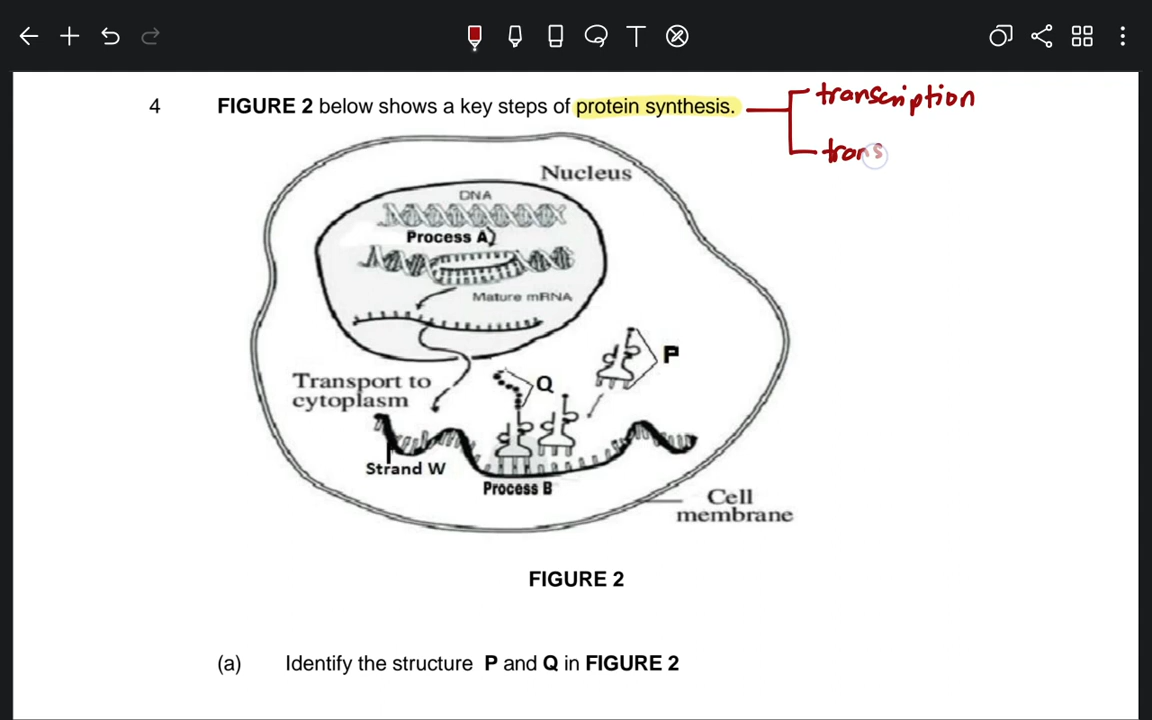 4 FIGURE 2 below shows a key steps of protein synthesis.
transcription
trans
Nucleus
DNA
Process A
Mature mRNA
P
Transport to
cytoplasm
Q
Strand W
Process B
Cell
membrane
FIGURE 2
(a) Identify the structure P and Q in FIGURE 2